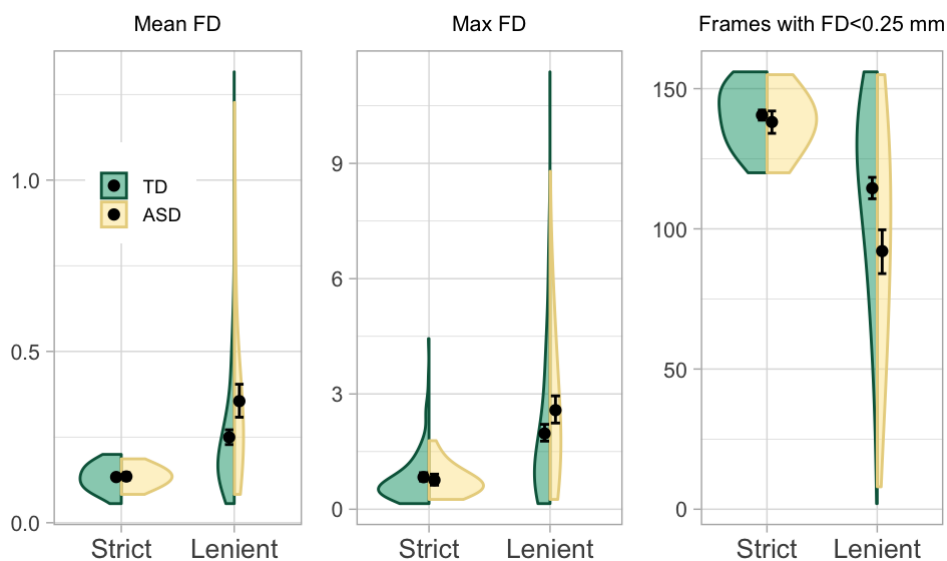 Mean FD
Max FD
Frames with FD<0.25 mm
1.0
0.5
0.0
TD
ASD
9
6
3
0
150
100
50
0
Strict
Lenient
Strict
Lenient
Strict
Lenient